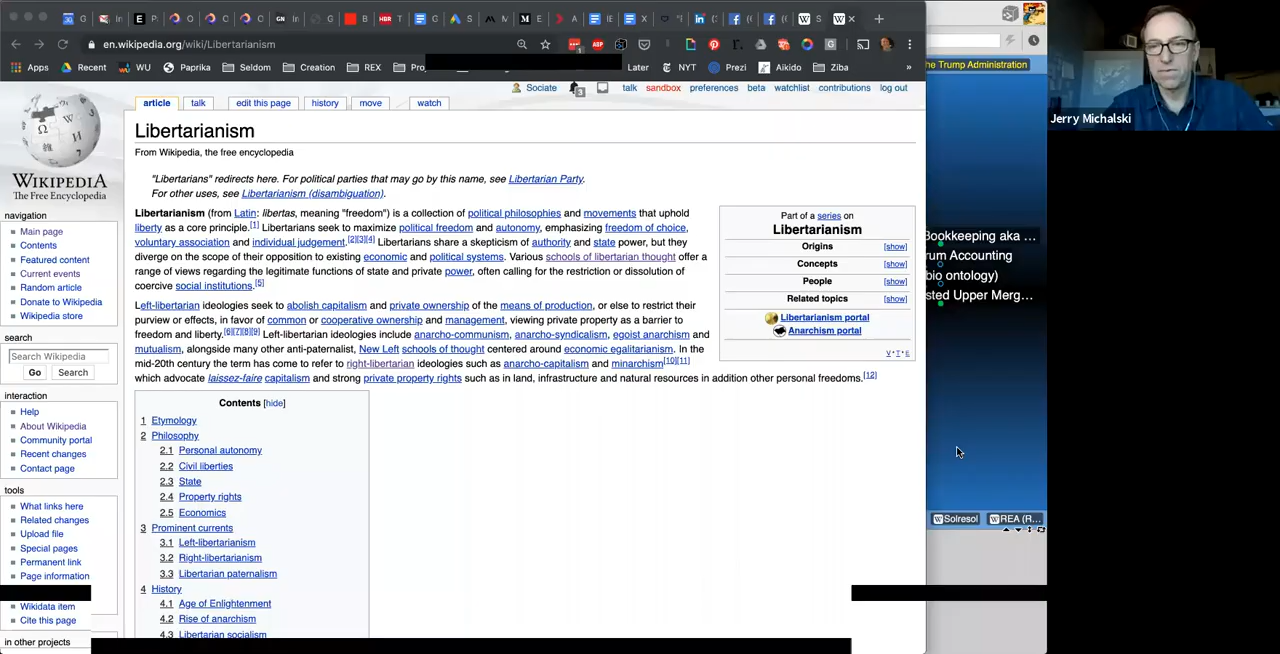 en.wikipedia.org/wiki/Libertarianism
Apps Recent WU Paprika Seldom Creation REX Later NYT Prezi Aikido Ziba »
he Trump Administration
Jerry Michalski
Sociate 3 talk sandbox preferences beta watchlist contributions log out
article talk edit this page history move watch
WIKIPEDIA
The Free Encyclopedia
navigation
Main page
Contents
Featured content
Current events
Random article
Donate to Wikipedia
Wikipedia store
search
Search Wikipedia
Go Search
interaction
Help
About Wikipedia
Community portal
Recent changes
Contact page
tools
What links here
Related changes
Upload file
Special pages
Permanent link
Page information
Wikidata item
Cite this page
in other projects
Libertarianism
From Wikipedia, the free encyclopedia
"Libertarians" redirects here. For political parties that may go by this name, see Libertarian Party.
For other uses, see Libertarianism (disambiguation).
Libertarianism (from Latin: libertas, meaning "freedom") is a collection of political philosophies and movements that uphold
liberty as a core principle.[1] Libertarians seek to maximize political freedom and autonomy, emphasizing freedom of choice,
voluntary association and individual judgement.[2][3][4] Libertarians share a skepticism of authority and state power, but they
diverge on the scope of their opposition to existing economic and political systems. Various schools of libertarian thought offer a
range of views regarding the legitimate functions of state and private power, often calling for the restriction or dissolution of
coercive social institutions.[5]
Left-libertarian ideologies seek to abolish capitalism and private ownership of the means of production, or else to restrict their
purview or effects, in favor of common or cooperative ownership and management, viewing private property as a barrier to
freedom and liberty.[6][7][8][9] Left-libertarian ideologies include anarcho-communism, anarcho-syndicalism, egoist anarchism and
mutualism, alongside many other anti-paternalist, New Left schools of thought centered around economic egalitarianism. In the
mid-20th century the term has come to refer to right-libertarian ideologies such as anarcho-capitalism and minarchism[10][11]
which advocate laissez-faire capitalism and strong private property rights such as in land, infrastructure and natural resources in addition other personal freedoms.[12]
Part of a series on
Libertarianism
Origins [show]
Concepts [show]
People [show]
Related topics [show]
Libertarianism portal
Anarchism portal
V·T·E
Contents [hide]
1 Etymology
2 Philosophy
2.1 Personal autonomy
2.2 Civil liberties
2.3 State
2.4 Property rights
2.5 Economics
3 Prominent currents
3.1 Left-libertarianism
3.2 Right-libertarianism
3.3 Libertarian paternalism
4 History
4.1 Age of Enlightenment
4.2 Rise of anarchism
4.3 Libertarian socialism
Bookkeeping aka ...
rum Accounting
bio ontology)
sted Upper Merg...
Solresol REA (R...